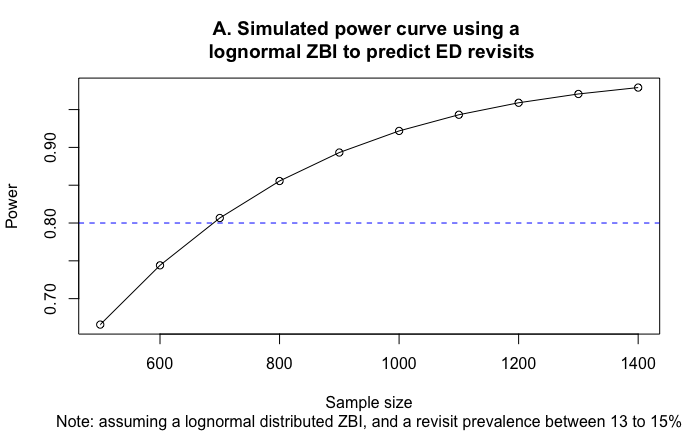 A. Simulated power curve using a
lognormal ZBI to predict ED revisits
Power
0.90
0.80
0.70
600 800 1000 1200 1400
Sample size
Note: assuming a lognormal distributed ZBI, and a revisit prevalence between 13 to 15%